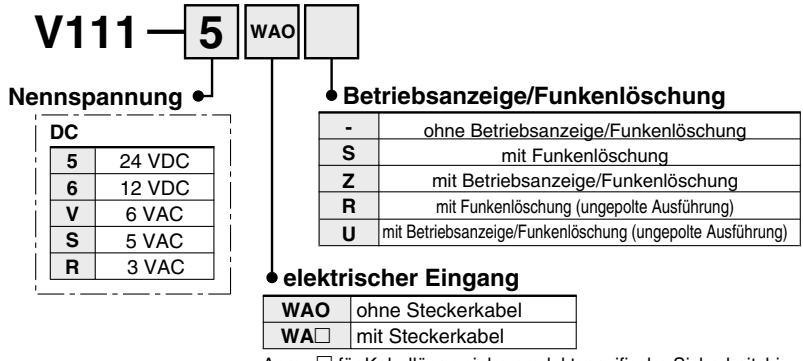 V111 — 5 WAO
Nennspannung
DC
5 24 VDC
6 12 VDC
V 6 VAC
S 5 VAC
R 3 VAC
Betriebsanzeige/Funkenlöschung
- ohne Betriebsanzeige/Funkenlöschung
S mit Funkenlöschung
Z mit Betriebsanzeige/Funkenlöschung
R mit Funkenlöschung (ungepolte Ausführung)
U mit Betriebsanzeige/Funkenlöschung (ungepolte Ausführung)
elektrischer Eingang
WAO ohne Steckerkabel
WA□ mit Steckerkabel